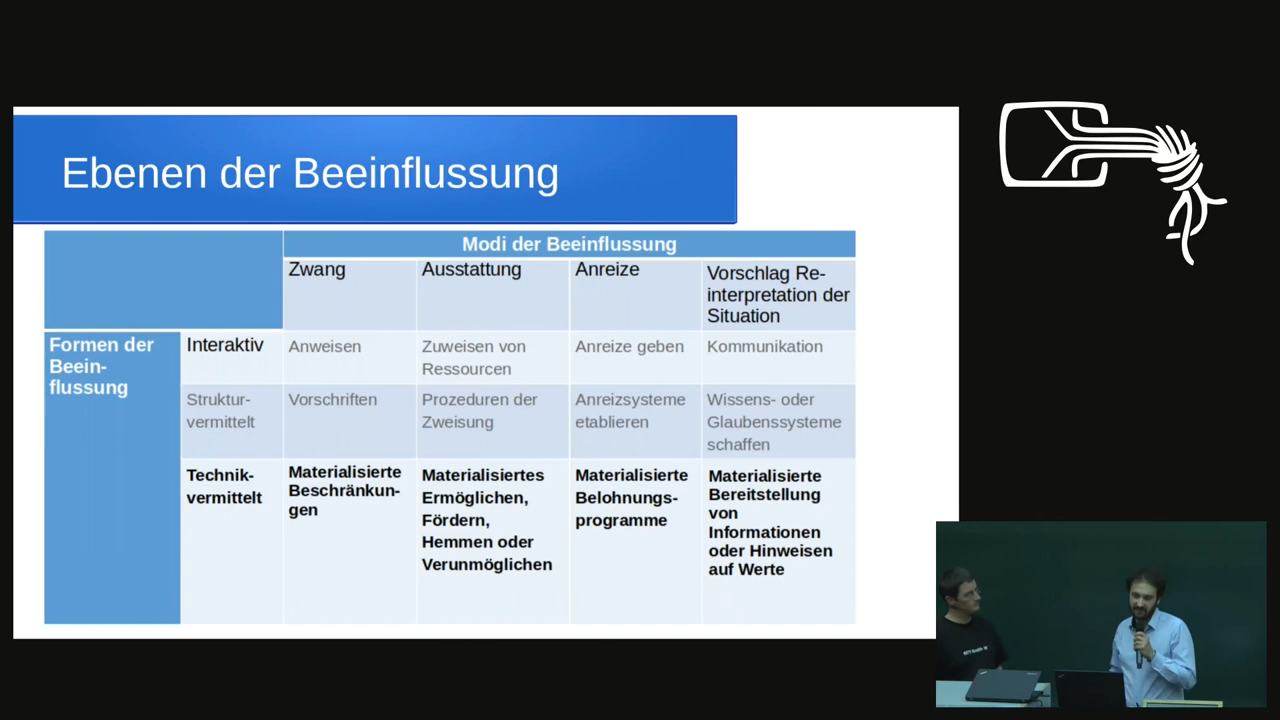 Ebenen der Beeinflussung
Modi der Beeinflussung
Zwang
Ausstattung
Anreize
Vorschlag Re-
interpretation der
Situation
Formen der
Beein-
flussung
Interaktiv
Anweisen
Zuweisen von
Ressourcen
Anreize geben
Kommunikation
Struktur-
vermittelt
Vorschriften
Prozeduren der
Zweisung
Anreizsysteme
etablieren
Wissens- oder
Glaubenssysteme
schaffen
Technik-
vermittelt
Materialisierte
Beschränkun-
gen
Materialisiertes
Ermöglichen,
Fördern,
Hemmen oder
Verunmöglichen
Materialisierte
Belohnungs-
programme
Materialisierte
Bereitstellung
von
Informationen
oder Hinweisen
auf Werte